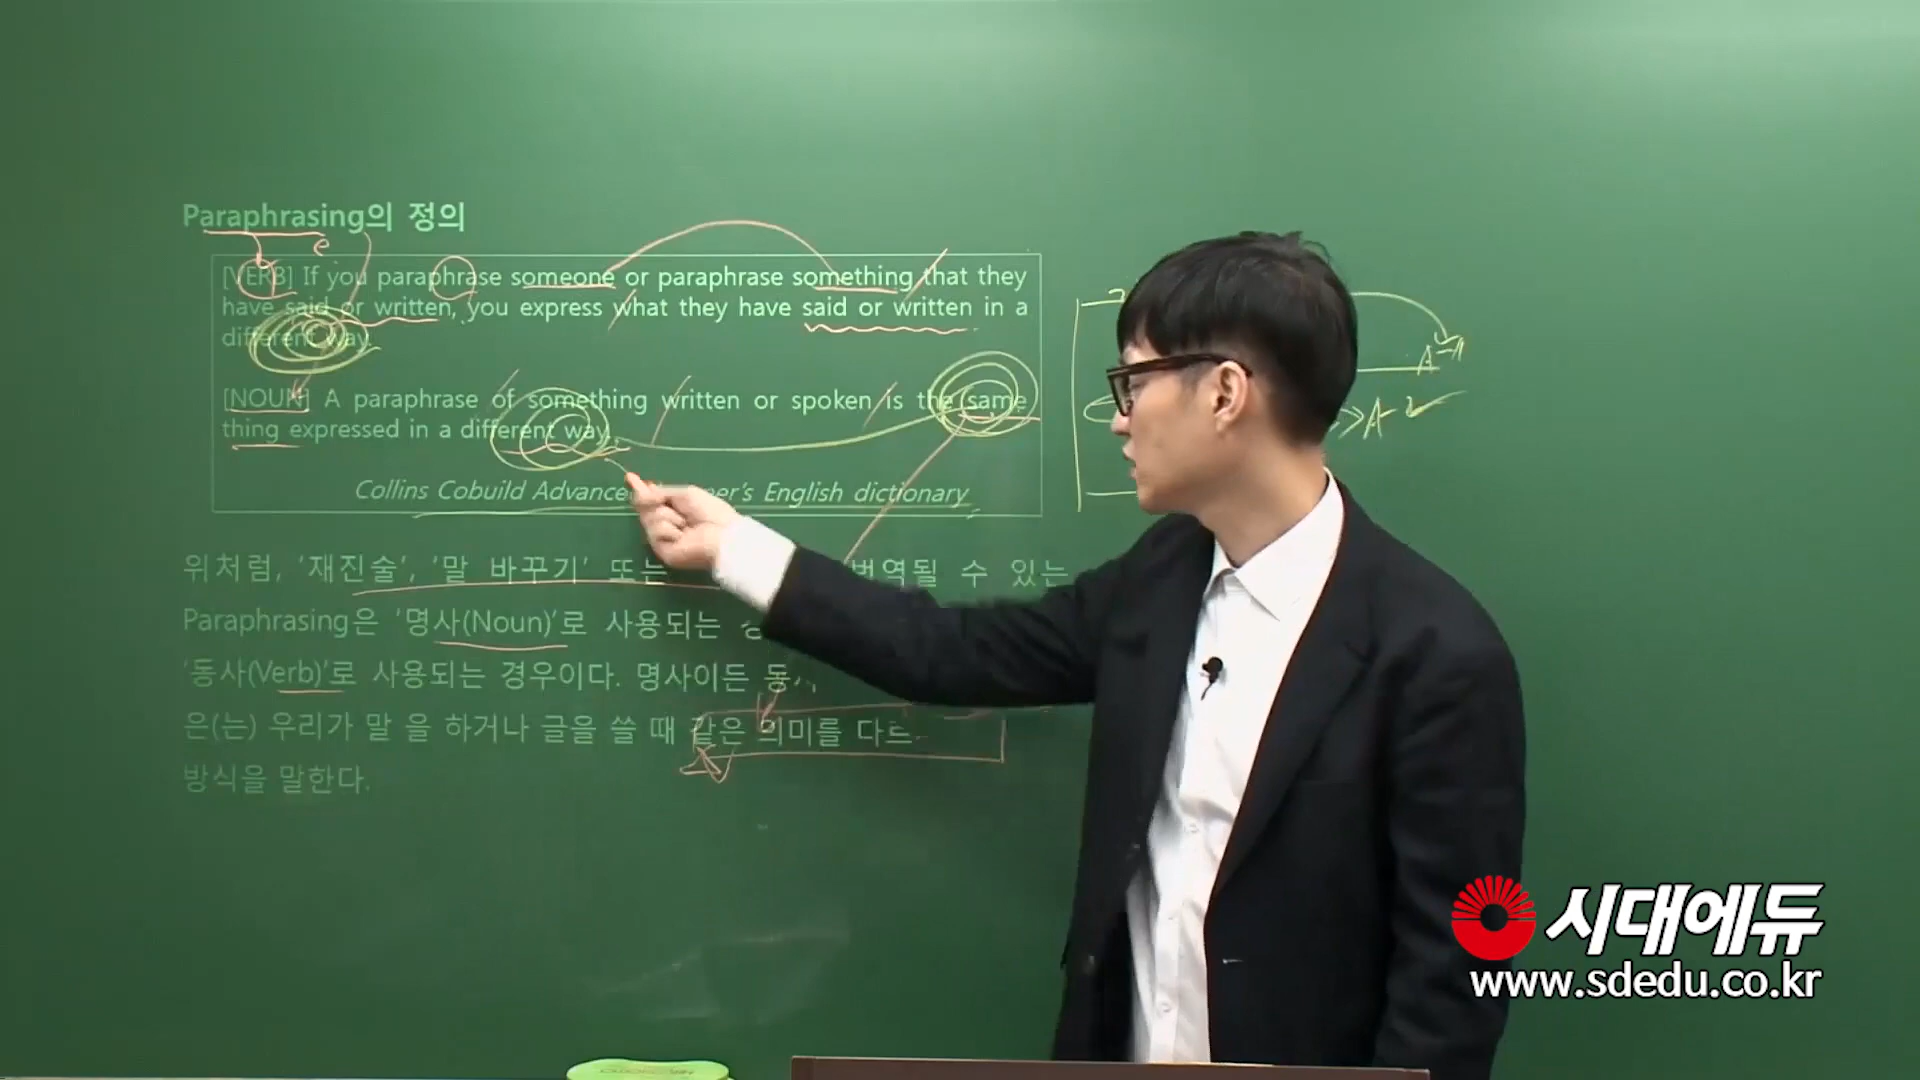 Paraphrasing의 정의
e
[VERB] If you paraphrase someone or paraphrase something that they
have said or written, you express what they have said or written in a
different way.
[NOUN] A paraphrase of something written or spoken is the same
thing expressed in a different way.
Collins Cobuild English dictionary
위처럼, ‘재진술’, ‘말 바꾸기’ 또는 번역될 수 있는
Paraphrasing은 ‘명사(Noun)’로 사용되는
‘동사(Verb)’로 사용되는 경우이다. 명사이든
은(는) 우리가 말 을 하거나 글을 쓸 때 같은 의미를
방식을 말한다.
시대에듀
www.sdedu.co.kr